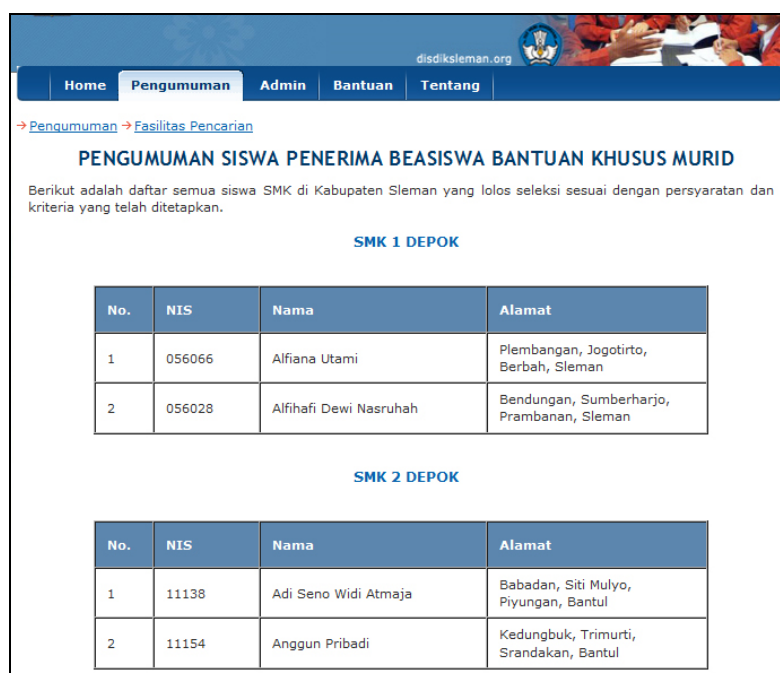 disdiksleman.org
Home Pengumuman Admin Bantuan Tentang
→ Pengumuman → Fasilitas Pencarian
PENGUMUMAN SISWA PENERIMA BEASISWA BANTUAN KHUSUS MURID
Berikut adalah daftar semua siswa SMK di Kabupaten Sleman yang lolos seleksi sesuai dengan persyaratan dan
kriteria yang telah ditetapkan.
SMK 1 DEPOK
No. NIS Nama Alamat
1 056066 Alfiana Utami Plembangan, Jogotirto,
Berbah, Sleman
2 056028 Alfihafi Dewi Nasruhah Bendungan, Sumberharjo,
Prambanan, Sleman
SMK 2 DEPOK
No. NIS Nama Alamat
1 11138 Adi Seno Widi Atmaja Babadan, Siti Mulyo,
Piyungan, Bantul
2 11154 Anggun Pribadi Kedungbuk, Trimurti,
Srandakan, Bantul